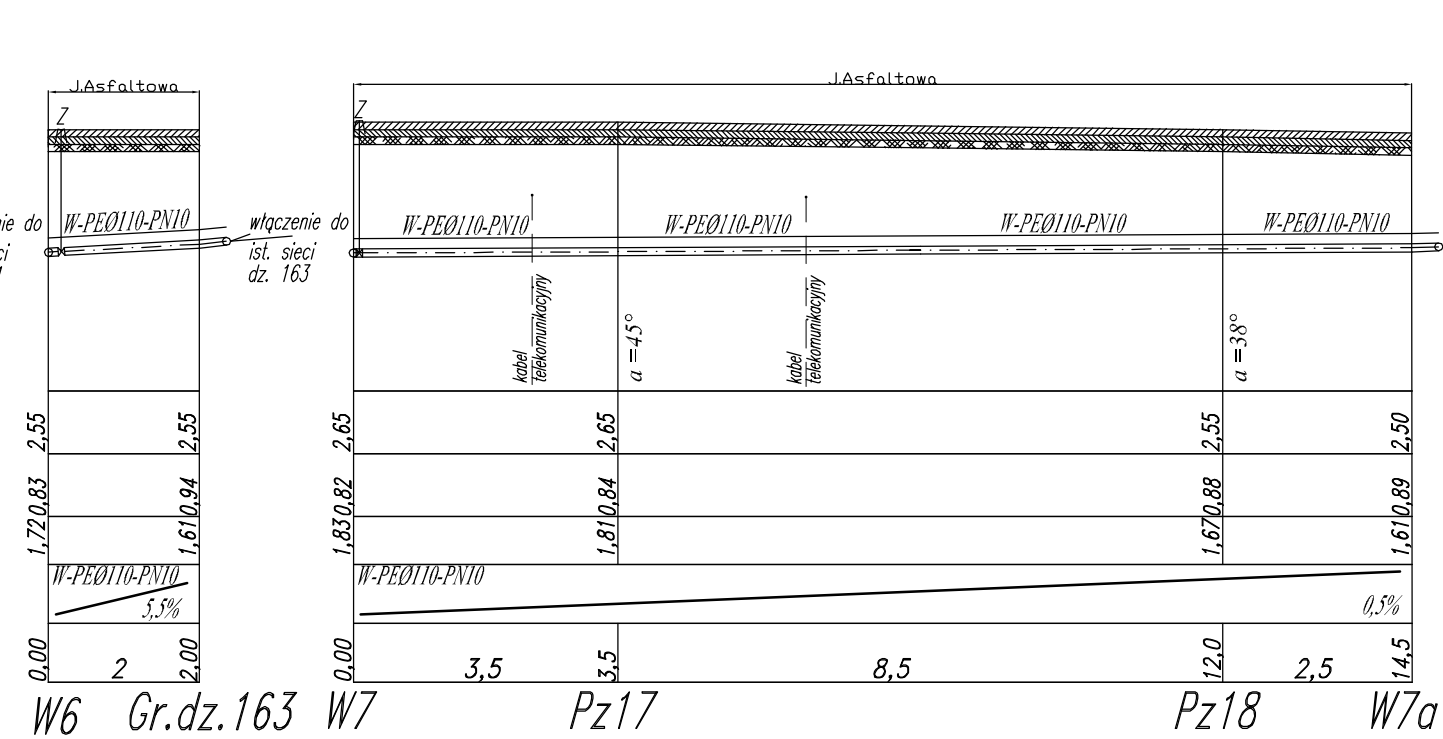 J.Asfaltowa
J.Asfaltowa
Z
Z
nie do
W-PEØ110-PN10
włączenie do
ist. sieci
dz. 163
W-PEØ110-PN10
W-PEØ110-PN10
W-PEØ110-PN10
W-PEØ110-PN10
kabel
telekomunikacyjny
a =45°
kabel
telekomunikacyjny
a =38°
2,55
2,55
2,65
2,65
2,55
2,50
0,83
0,94
0,82
0,84
0,88
0,89
1,72
1,61
1,83
1,81
1,67
1,61
W-PEØ110-PN10
5,5%
W-PEØ110-PN10
0,5%
0,00
2
2,00
0,00
3,5
3,5
8,5
12,0
2,5
14,5
W6
Gr.dz.163
W7
Pz17
Pz18
W7a